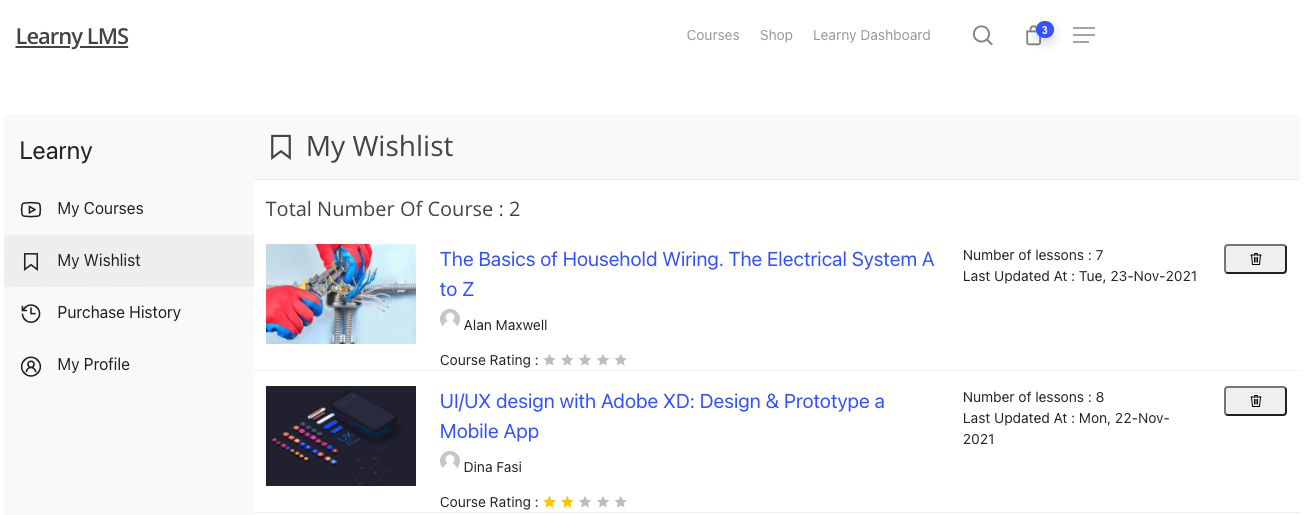 Learny LMS
Courses
Shop
Learny Dashboard
3
Learny
My Courses
My Wishlist
Purchase History
My Profile
My Wishlist
Total Number Of Course : 2
The Basics of Household Wiring. The Electrical System A
to Z
Alan Maxwell
Course Rating :
Number of lessons : 7
Last Updated At : Tue, 23-Nov-2021
UX
UI/UX design with Adobe XD: Design & Prototype a
Mobile App
Dina Fasi
Course Rating :
Number of lessons : 8
Last Updated At : Mon, 22-Nov-
2021